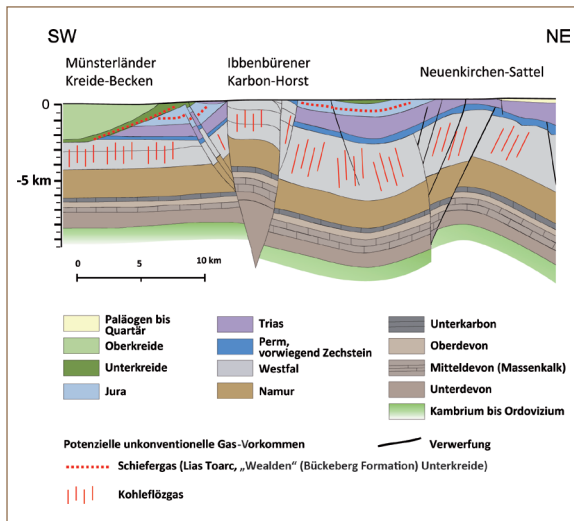 SW
NE
Münsterländer
Kreide-Becken
Ibbenbürener
Karbon-Horst
Neuenkirchen-Sattel
0
-5 km
0
5
10 km
Paläogen bis
Quartär
Oberkreide
Unterkreide
Jura
Trias
Perm,
vorwiegend Zechstein
Westfal
Namur
Unterkarbon
Oberdevon
Mitteldevon (Massenkalk)
Unterdevon
Kambrium bis Ordovizium
Potenzielle unkonventionelle Gas-Vorkommen
Verwerfung
Schiefergas (Lias Toarc, „Wealden“ (Bückeberg Formation) Unterkreide)
Kohleflözgas